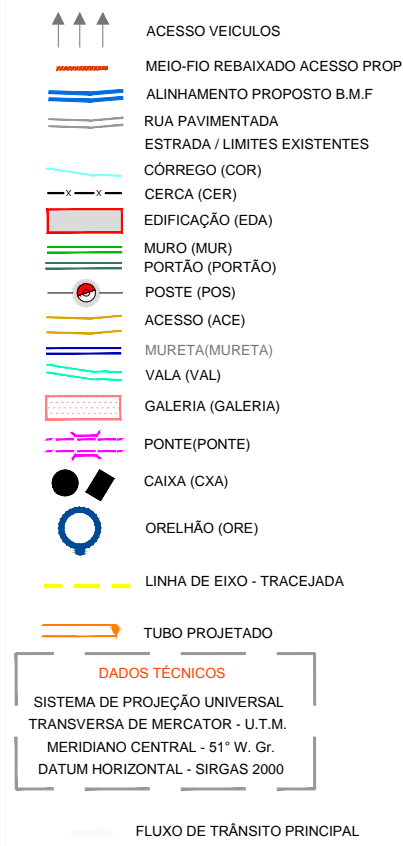 ACESSO VEICULOS
MEIO-FIO REBAIXADO ACESSO PROP
ALINHAMENTO PROPOSTO B.M.F
RUA PAVIMENTADA
ESTRADA / LIMITES EXISTENTES
CÓRREGO (COR)
x x CERCA (CER)
EDIFICAÇÃO (EDA)
MURO (MUR)
PORTÃO (PORTÃO)
POSTE (POS)
ACESSO (ACE)
MURETA(MURETA)
VALA (VAL)
GALERIA (GALERIA)
PONTE(PONTE)
CAIXA (CXA)
ORELHÃO (ORE)
LINHA DE EIXO - TRACEJADA
TUBO PROJETADO
DADOS TÉCNICOS
SISTEMA DE PROJEÇÃO UNIVERSAL
TRANSVERSA DE MERCATOR - U.T.M.
MERIDIANO CENTRAL - 51° W. Gr.
DATUM HORIZONTAL - SIRGAS 2000
FLUXO DE TRÂNSITO PRINCIPAL